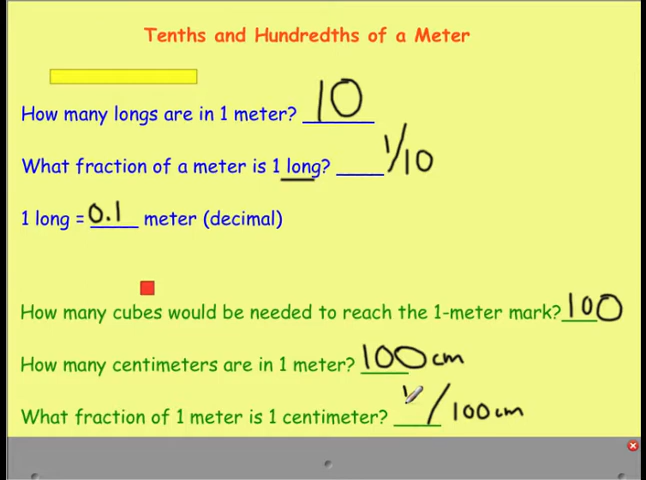 Tenths and Hundredths of a Meter
How many longs are in 1 meter? 10
What fraction of a meter is 1 long? 1/10
1 long = 0.1 meter (decimal)
How many cubes would be needed to reach the 1-meter mark? 100
How many centimeters are in 1 meter? 100 cm
What fraction of 1 meter is 1 centimeter? 1/100 cm